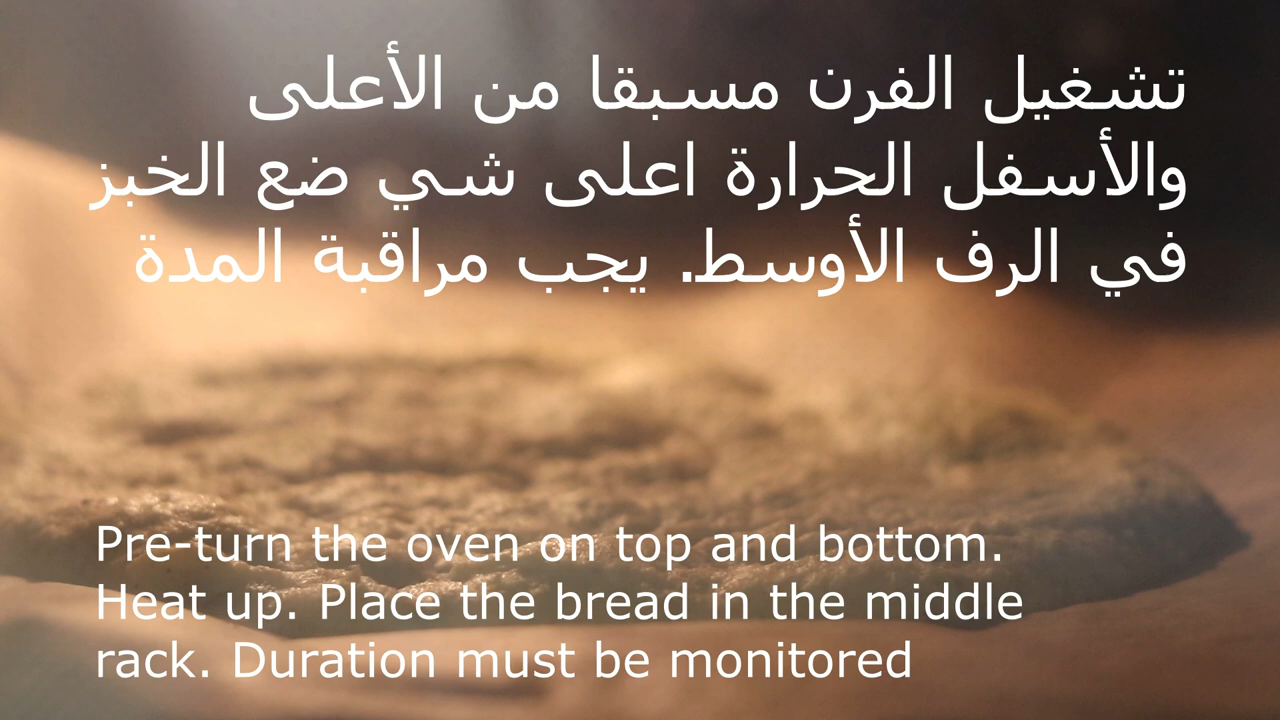 تشغيل الفرن مسبقا من الأعلى
والأسفل الحرارة اعلى شي ضع الخبز
في الرف الأوسط. يجب مراقبة المدة
Pre-turn the oven on top and bottom.
Heat up. Place the bread in the middle
rack. Duration must be monitored